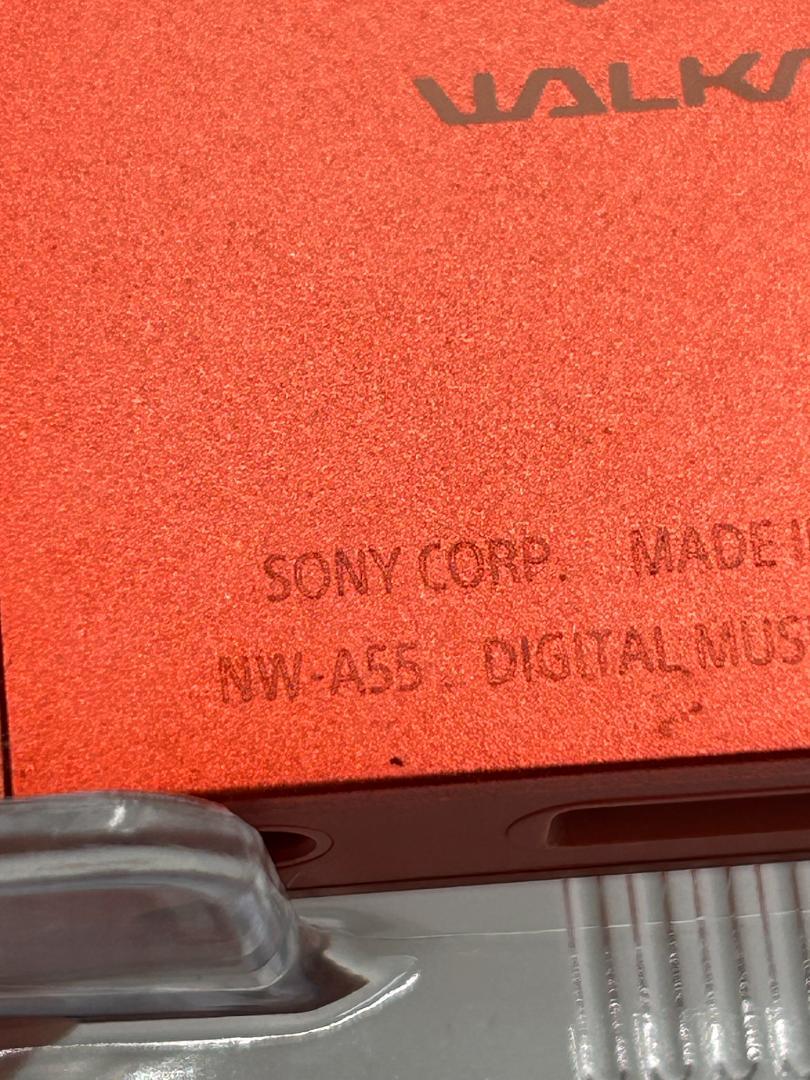 WALK
SONY CORP. MADE I
NW-A55 DIGITAL MUS